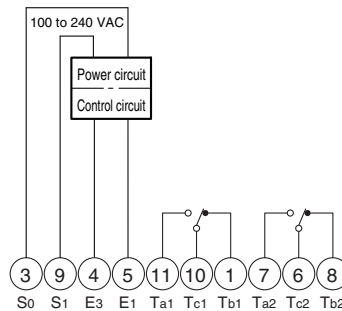 100 to 240 VAC
Power circuit
Control circuit
3 9 4 5 11 10 1 7 6 8
S0 S1 E3 E1 Ta1 Tc1 Tb1 Ta2 Tc2 Tb2